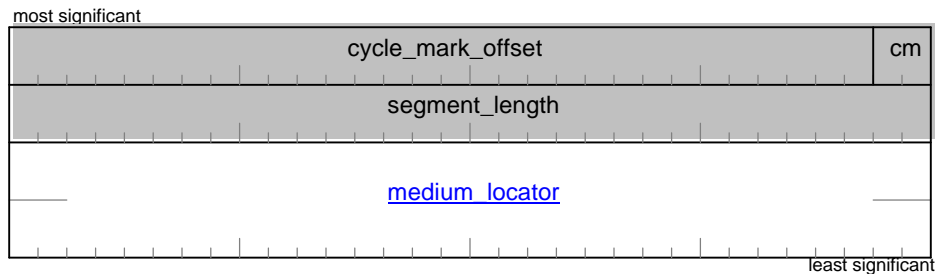 most significant
cycle_mark_offset cm
segment_length
medium_locator
least significant